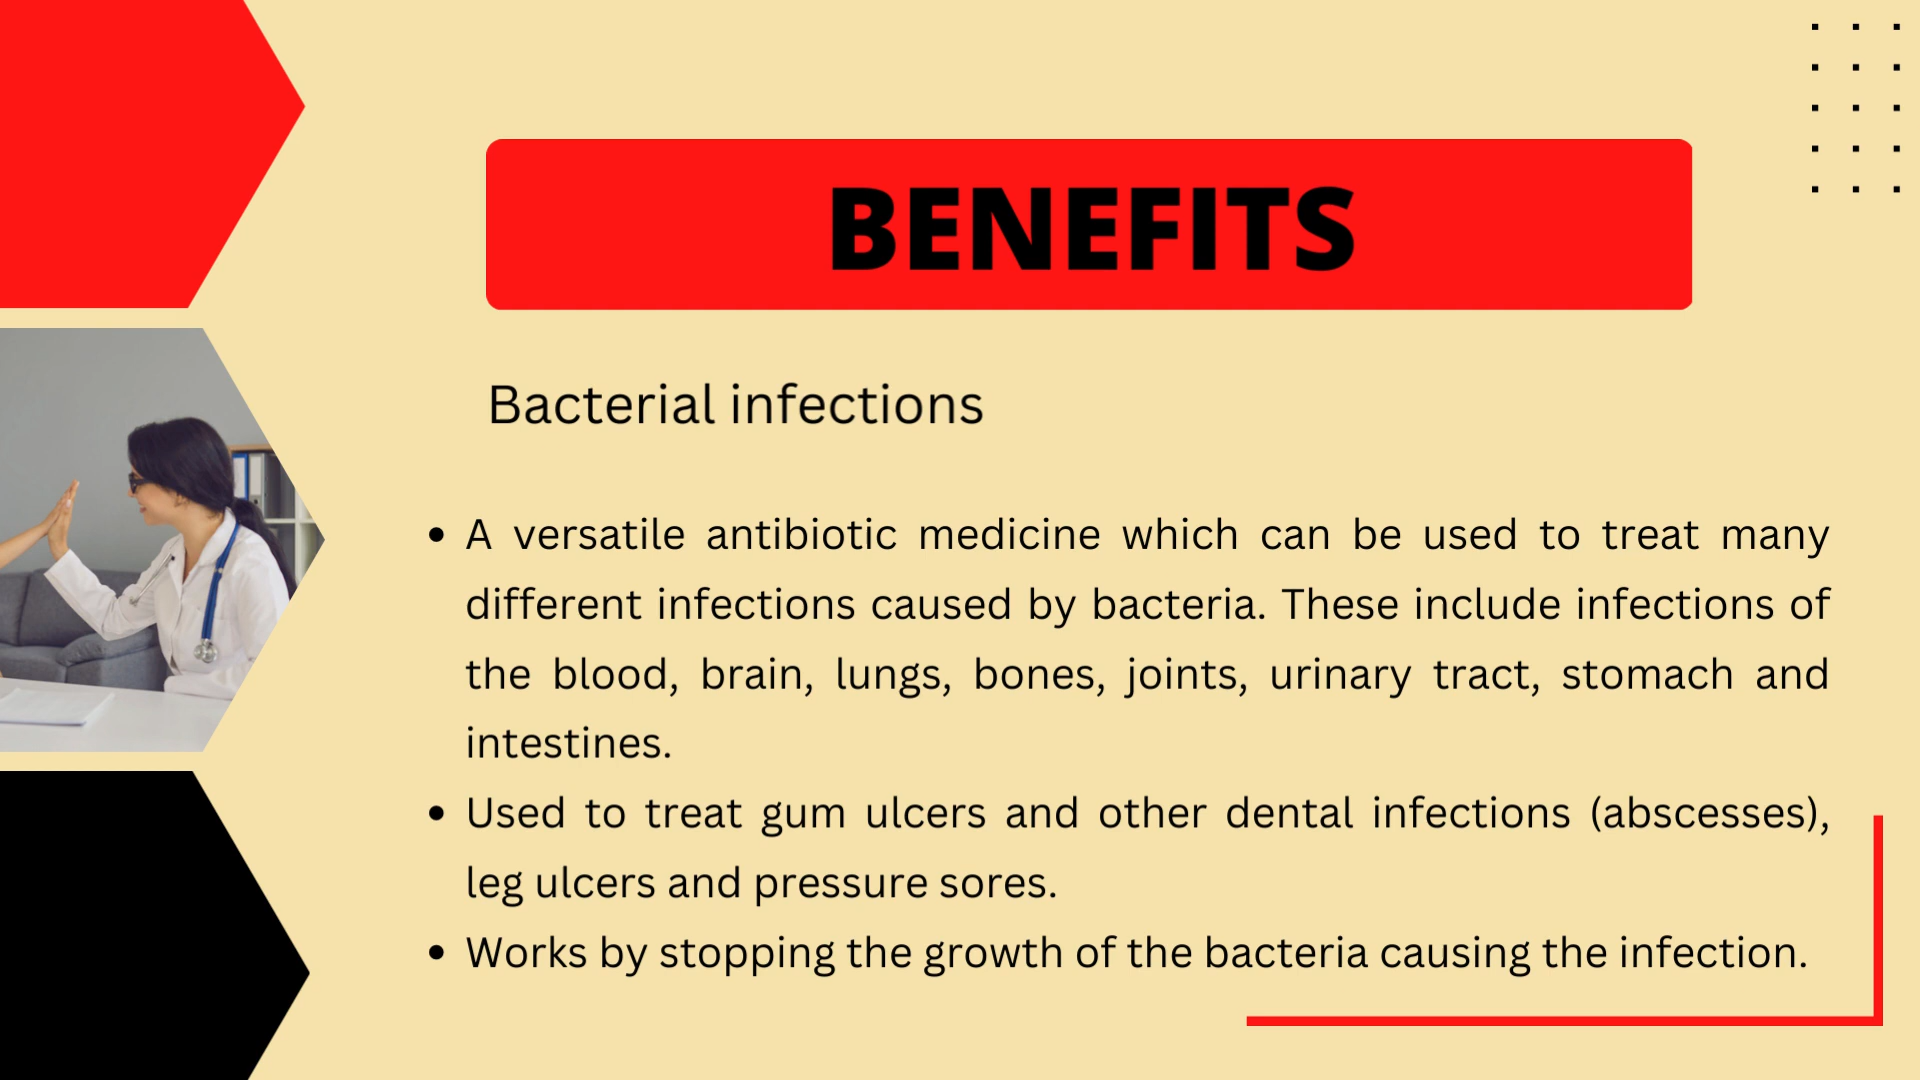 BENEFITS
Bacterial infections
• A versatile antibiotic medicine which can be used to treat many
different infections caused by bacteria. These include infections of
the blood, brain, lungs, bones, joints, urinary tract, stomach and
intestines.
• Used to treat gum ulcers and other dental infections (abscesses),
leg ulcers and pressure sores.
• Works by stopping the growth of the bacteria causing the infection.